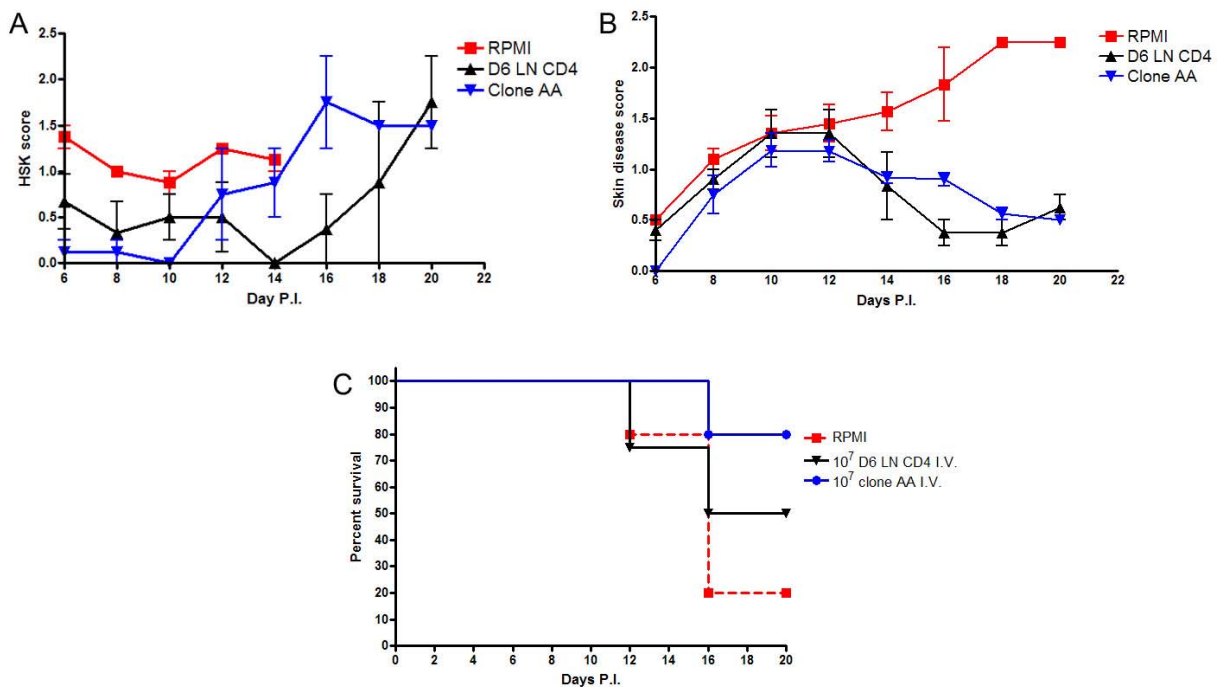 A
HSK score
2.5
2.0
1.5
1.0
0.5
0.0
6 8 10 12 14 16 18 20 22
Day P.I.
RPMI
D6 LN CD4
Clone AA
B
Skin disease score
2.5
2.0
1.5
1.0
0.5
0.0
6 8 10 12 14 16 18 20 22
Days P.I.
RPMI
D6 LN CD4
Clone AA
C
Percent survival
100
90
80
70
60
50
40
30
20
10
0
0 2 4 6 8 10 12 14 16 18 20
Days P.I.
RPMI
10⁷ D6 LN CD4 I.V.
10⁷ clone AA I.V.